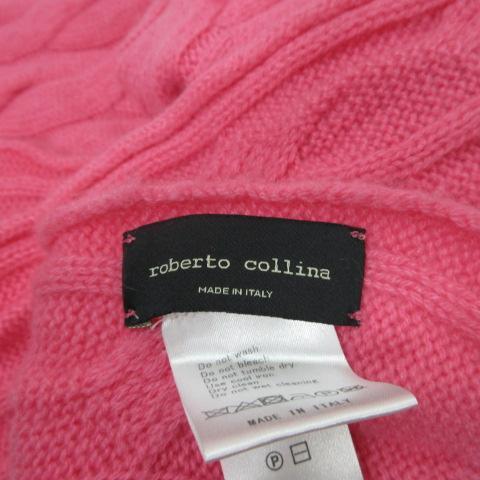 roberto collina
MADE IN ITALY
Do not wash
Do not bleach
Do not tumble dry
Use cool iron
Dry clean
Do not wet cleaning
MADE IN ITALY
P